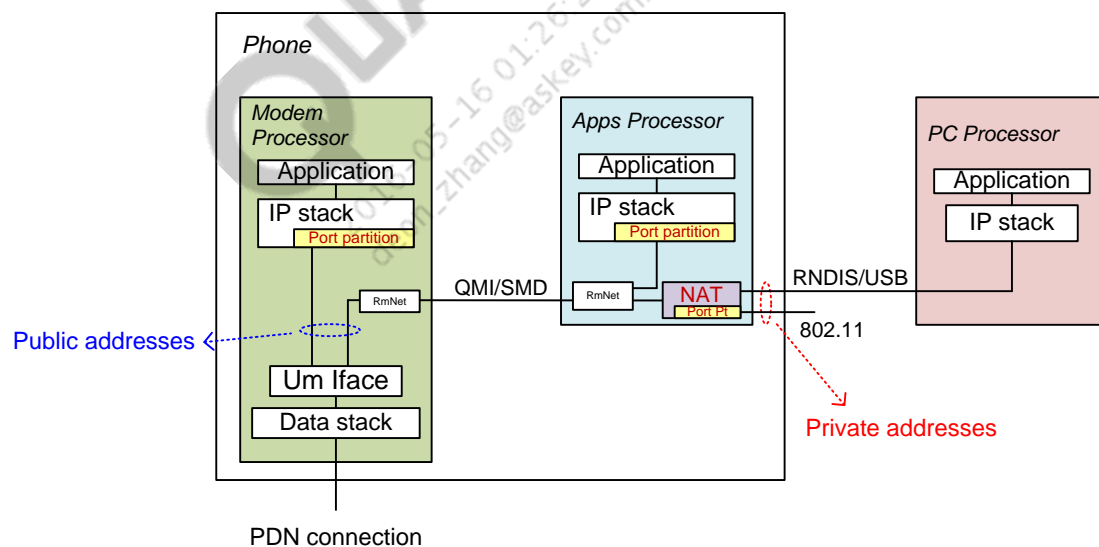 Phone
Modem
Processor
Application
IP stack
Port partition
RmNet
Um Iface
Data stack
PDN connection
Public addresses
QMI/SMD
Apps Processor
Application
IP stack
Port partition
RmNet
NAT
Port Pt
RNDIS/USB
802.11
Private addresses
PC Processor
Application
IP stack